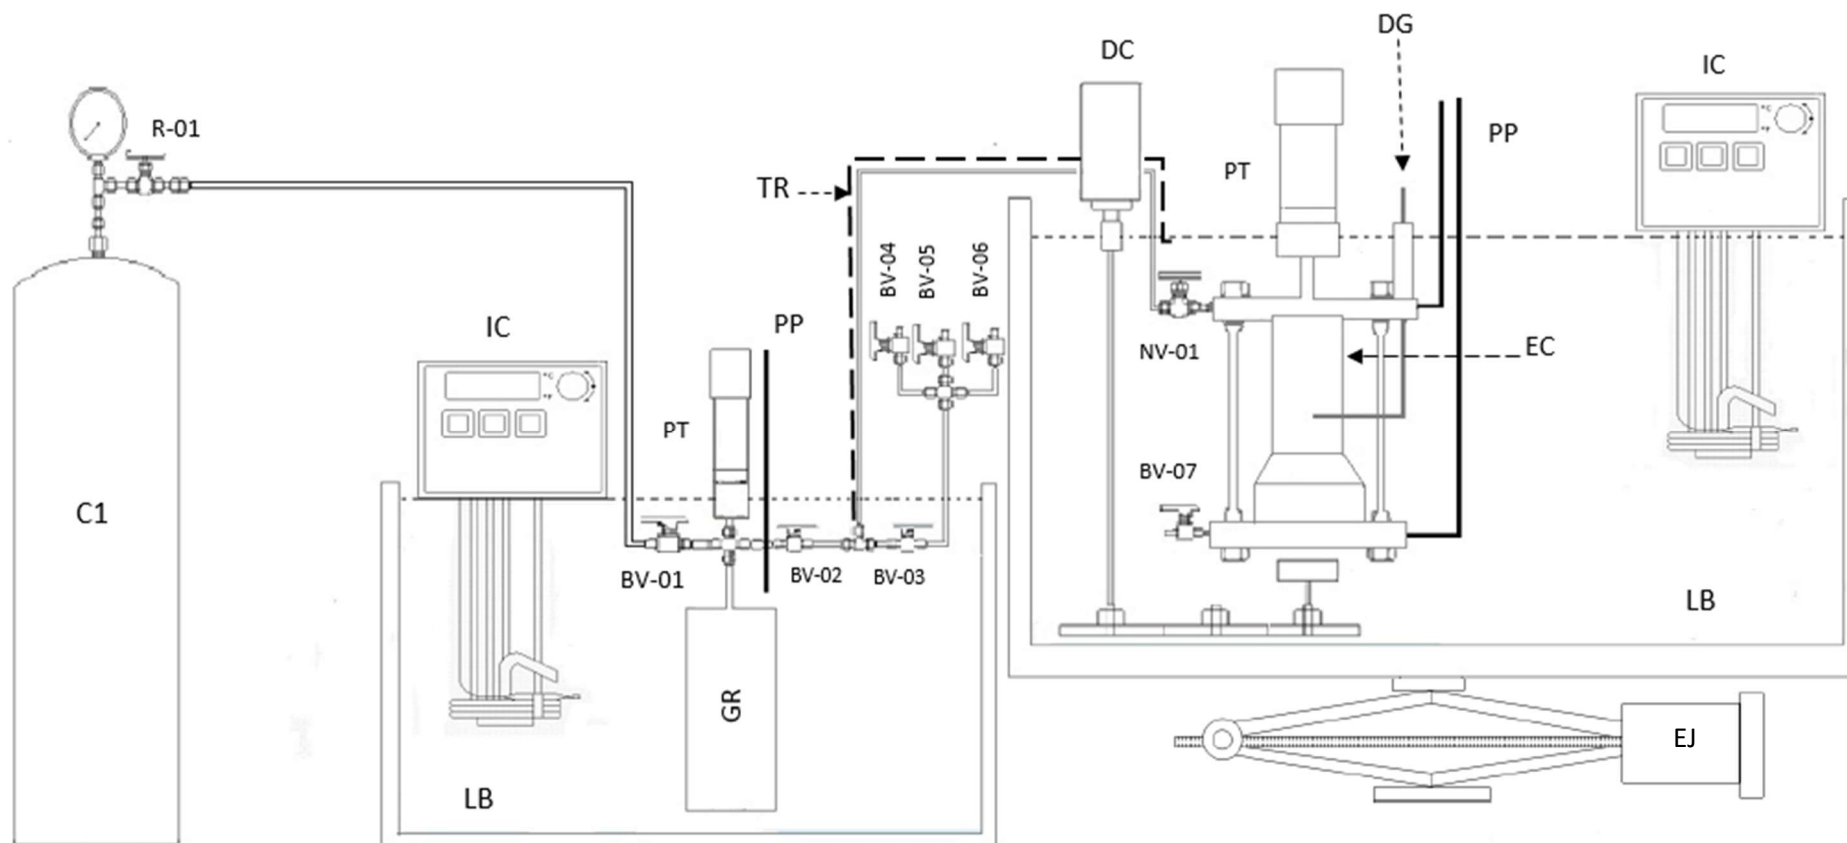 DG
DC
IC
R-01
PT
PP
TR
BV-04
BV-05
BV-06
°C
°F
IC
PP
NV-01
EC
°C
°F
PT
BV-07
C1
BV-01
BV-02
BV-03
LB
GR
LB
EJ